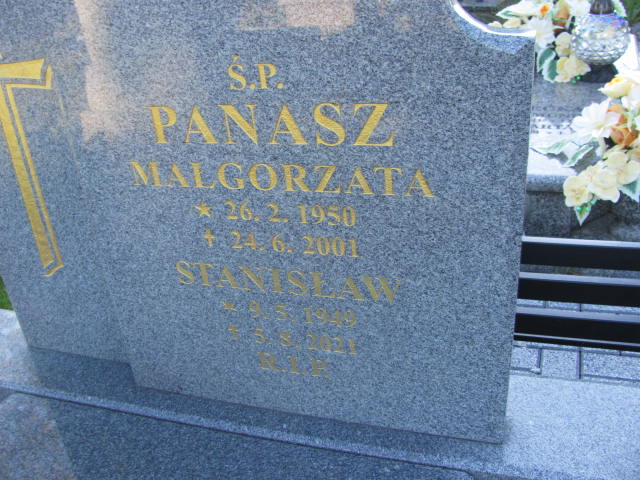 Ś.P.
PANASZ
MAŁGORZATA
★ 26. 2. 1950
✝ 24. 6. 2001
STANISŁAW
★ 9. 5. 1949
✝ 5. 8. 2021
R.I.P.